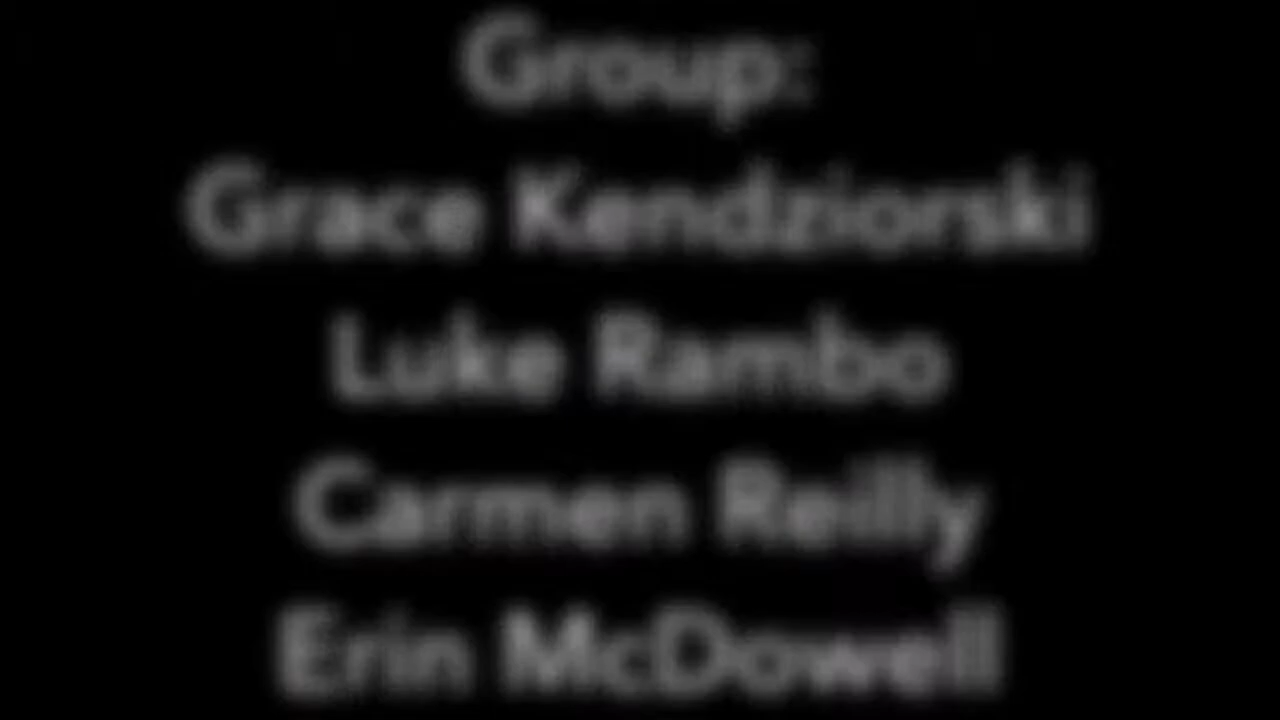 Group:
Grace Kendziorski
Luke Rambo
Carmen Reilly
Erin McDowell